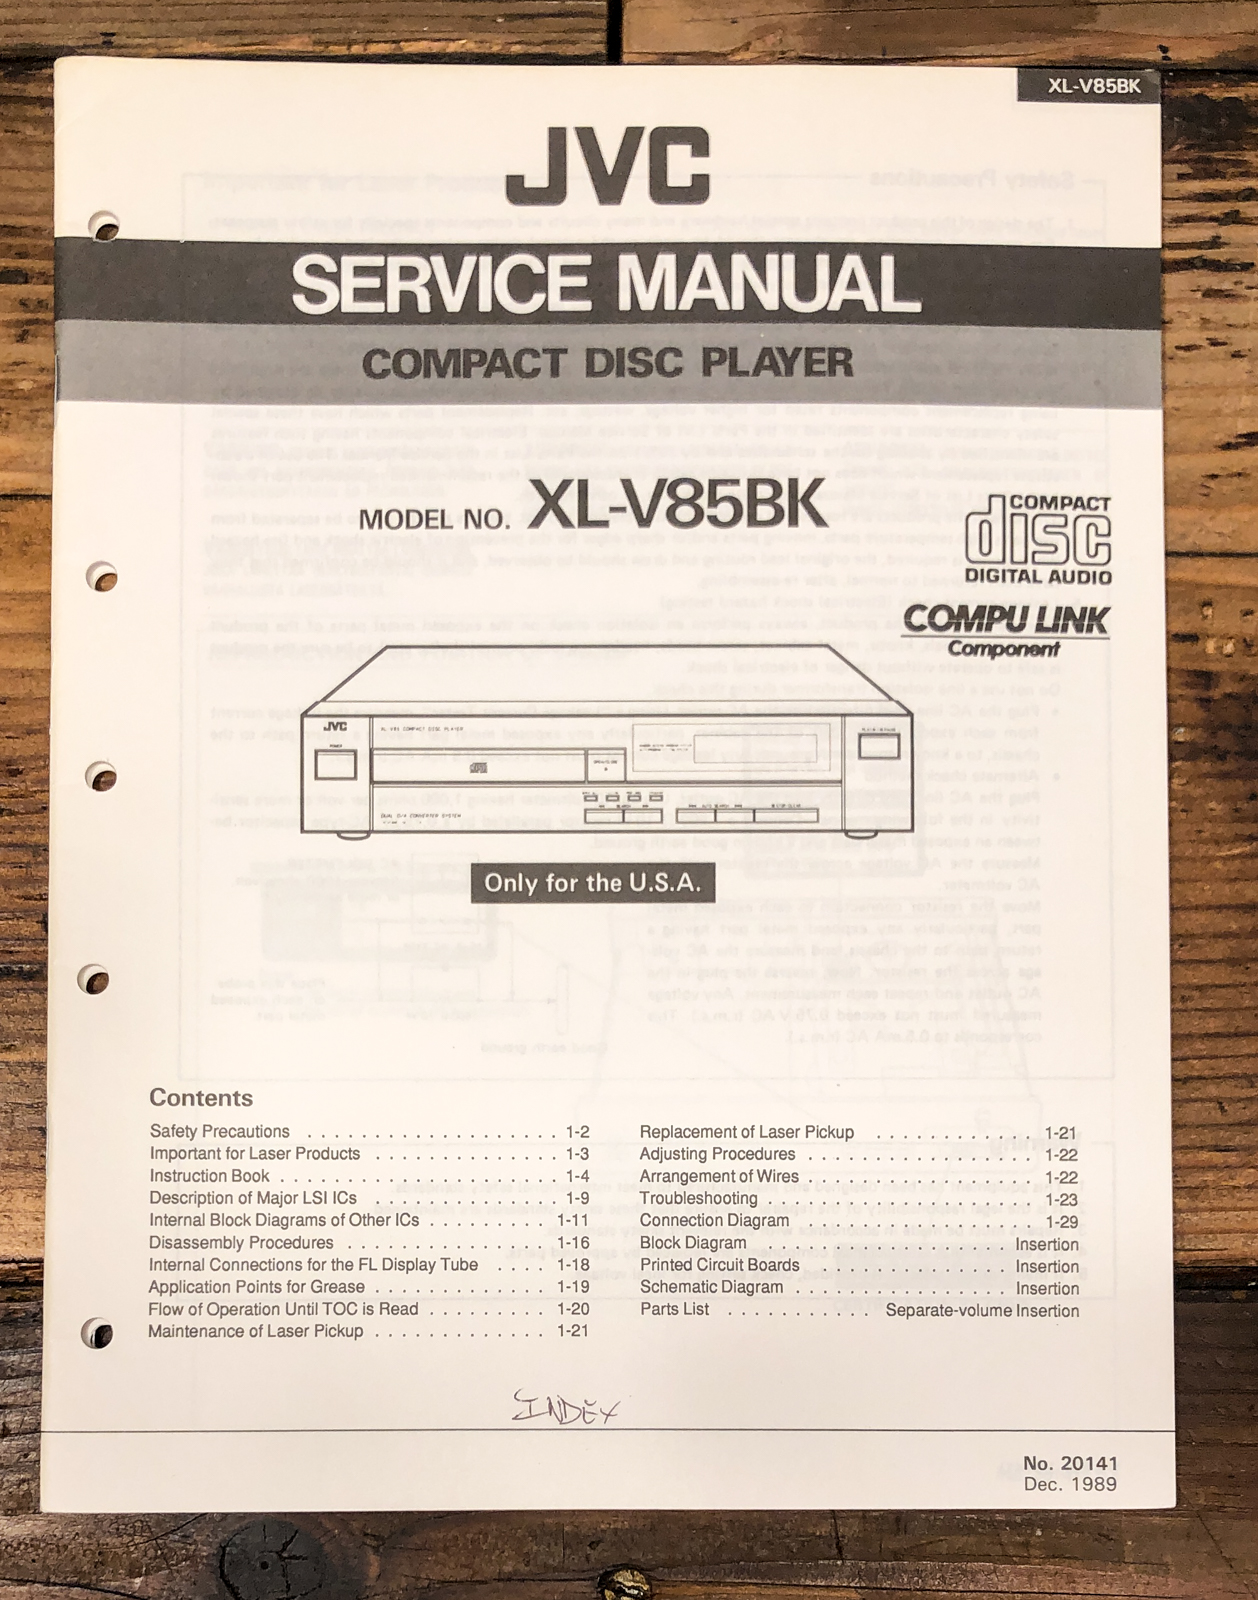 XL-V85BK
JVC
SERVICE MANUAL
COMPACT DISC PLAYER
MODEL NO. XL-V85BK
COMPACT
disc
DIGITAL AUDIO
COMPU LINK
Component
JVC
Only for the U.S.A.
Contents
Safety Precautions . . . . . . . . . . . . . . . . . . . . 1-2
Important for Laser Products . . . . . . . . . . . . . . . 1-3
Instruction Book . . . . . . . . . . . . . . . . . . . . . . 1-4
Description of Major LSI ICs . . . . . . . . . . . . . . . 1-9
Internal Block Diagrams of Other ICs . . . . . . . . . . 1-11
Disassembly Procedures . . . . . . . . . . . . . . . . . 1-16
Internal Connections for the FL Display Tube . . . . 1-18
Application Points for Grease . . . . . . . . . . . . . . 1-19
Flow of Operation Until TOC is Read . . . . . . . . . . 1-20
Maintenance of Laser Pickup . . . . . . . . . . . . . . 1-21
Replacement of Laser Pickup . . . . . . . . . . . . . 1-21
Adjusting Procedures . . . . . . . . . . . . . . . . . . . 1-22
Arrangement of Wires . . . . . . . . . . . . . . . . . . . 1-22
Troubleshooting . . . . . . . . . . . . . . . . . . . . . . 1-23
Connection Diagram . . . . . . . . . . . . . . . . . . . . 1-29
Block Diagram . . . . . . . . . . . . . . . . . . . . Insertion
Printed Circuit Boards . . . . . . . . . . . . . . . . Insertion
Schematic Diagram . . . . . . . . . . . . . . . . . Insertion
Parts List . . . . . . . . . . . Separate-volume Insertion
INDEX
No. 20141
Dec. 1989